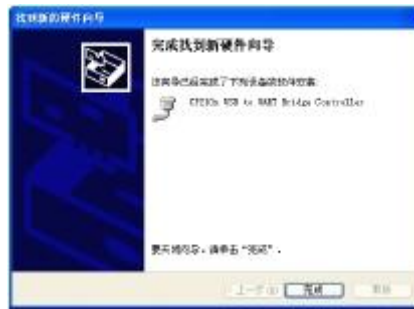 找到新的硬件向导
完成找到新硬件向导
该向导已经完成了下列设备的软件安装:
CP210x USB to UART Bridge Controller
要关闭向导，请单击“完成”。
完成